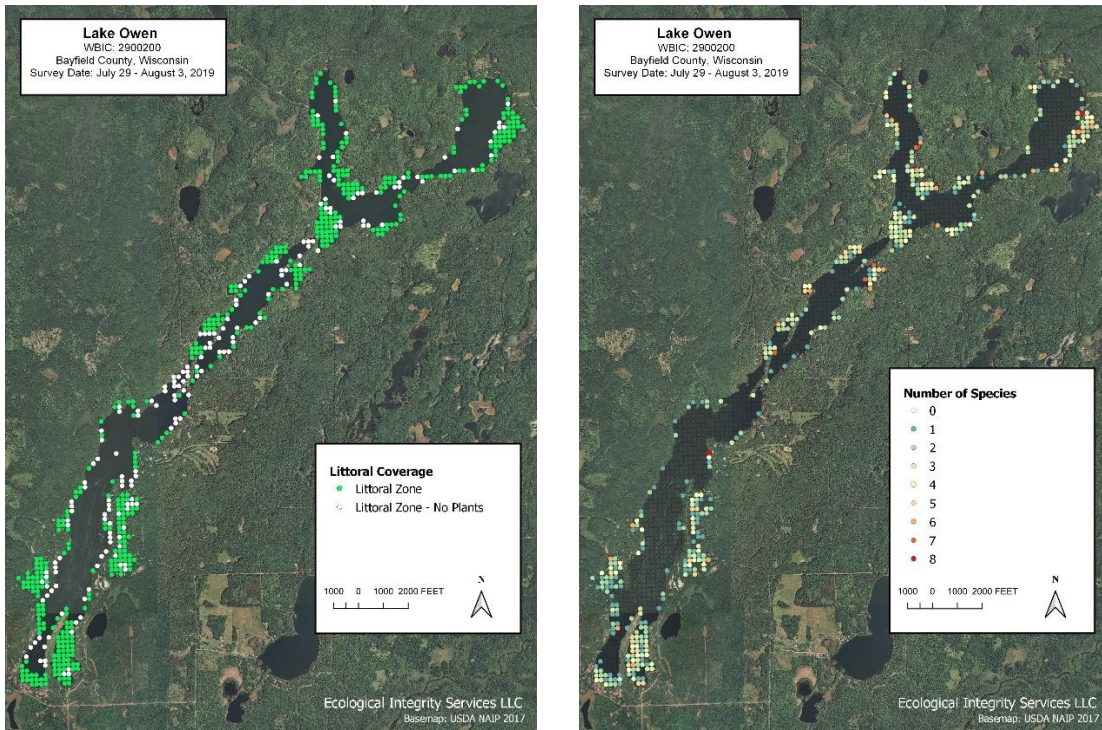 Lake Owen
WBIC: 2900200
Bayfield County, Wisconsin
Survey Date: July 29 - August 3, 2019
Littoral Coverage
Littoral Zone
Littoral Zone - No Plants
N
1000 0 1000 2000 FEET
Ecological Integrity Services LLC
Basemap: USDA NAIP 2017
Lake Owen
WBIC: 2900200
Bayfield County, Wisconsin
Survey Date: July 29 - August 3, 2019
Number of Species
0
1
2
3
4
5
6
7
8
N
1000 0 1000 2000 FEET
Ecological Integrity Services LLC
Basemap: USDA NAIP 2017